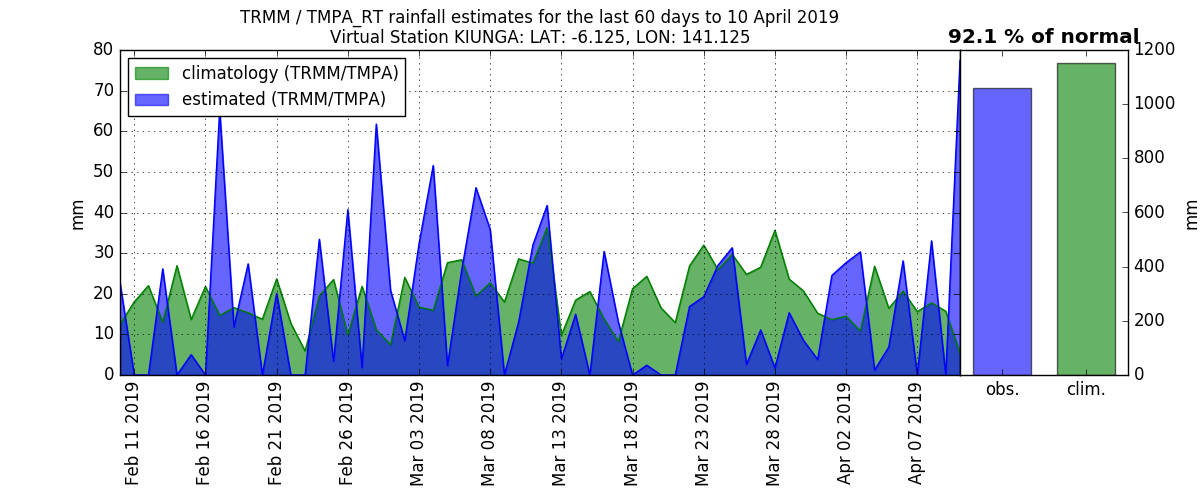 TRMM / TMPA_RT rainfall estimates for the last 60 days to 10 April 2019
Virtual Station KIUNGA: LAT: -6.125, LON: 141.125
92.1 % of normal
climatology (TRMM/TMPA)
estimated (TRMM/TMPA)
80
70
60
50
40
30
20
10
0
mm
Feb 11 2019
Feb 16 2019
Feb 21 2019
Feb 26 2019
Mar 03 2019
Mar 08 2019
Mar 13 2019
Mar 18 2019
Mar 23 2019
Mar 28 2019
Apr 02 2019
Apr 07 2019
obs.
clim.
1200
1000
800
600
400
200
0
mm